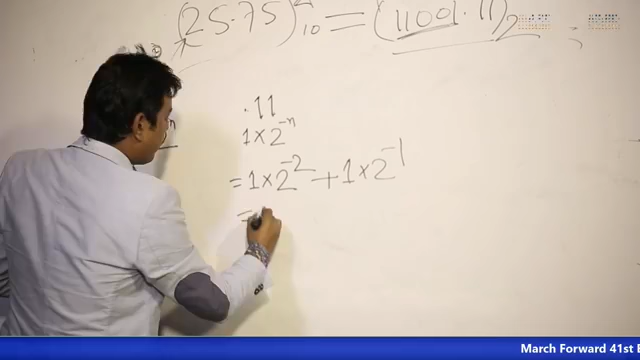 (25.75)₁₀ = (11001.11)₂
.11
1×2⁻ⁿ
=1×2⁻²+1×2⁻¹
=
March Forward 41st